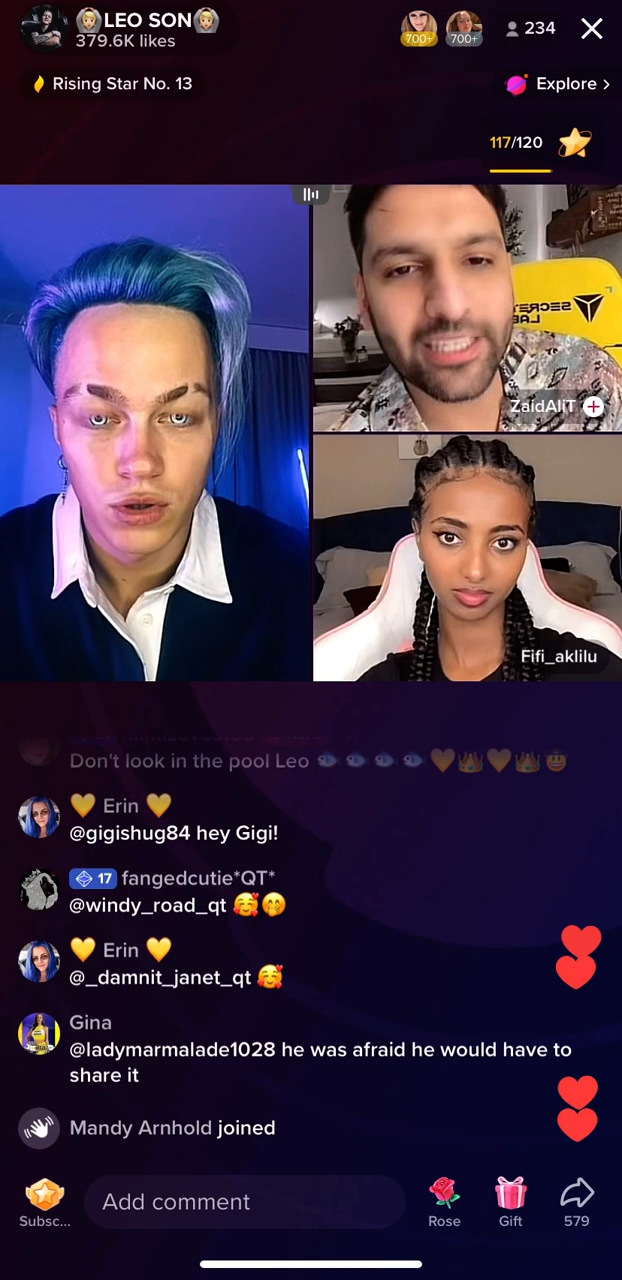 🙆🏼‍♂️LEO SON🙆🏼‍♂️
379.6K likes
700+
700+
234
Rising Star No. 13
Explore >
117/120
SECRET
LAB
ZaidAliT
Fifi_aklilu
Don't look in the pool Leo 🐟 🐟 🐟 🐟🧡👑🧡👑🤠
💛 Erin 💛
@gigishug84 hey Gigi!
17 fangedcutie*QT*
@windy_road_qt 🥰🤭
💛 Erin 💛
@_damnit_janet_qt 🥰
Gina
@ladymarmalade1028 he was afraid he would have to
share it
Mandy Arnhold joined
Subsc...
Add comment
Rose
Gift
579